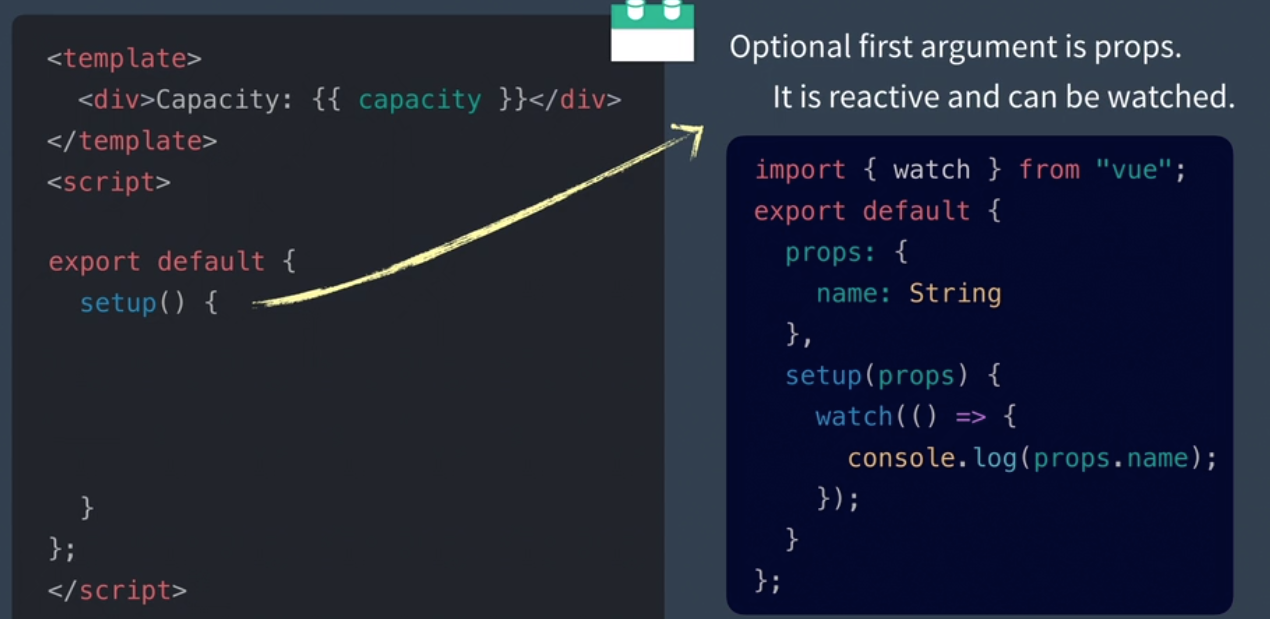 <template>
  <div>Capacity: {{ capacity }}</div>
</template>
<script>
export default {
  setup() {
  }
};
</script>
Optional first argument is props.
It is reactive and can be watched.
import { watch } from "vue";
export default {
  props: {
    name: String
  },
  setup(props) {
    watch(() => {
      console.log(props.name);
    });
  }
};